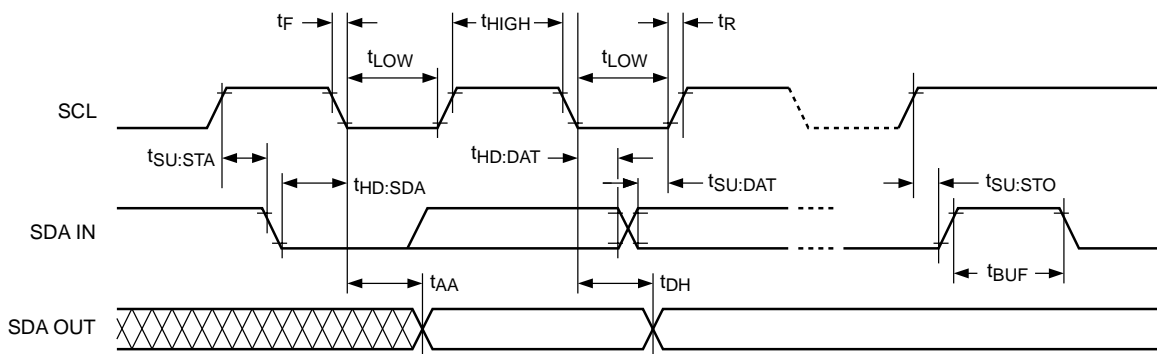 tF
tHIGH
tR
tLOW
tLOW
SCL
tSU:STA
tHD:DAT
tHD:SDA
tSU:DAT
tSU:STO
SDA IN
tBUF
tAA
tDH
SDA OUT